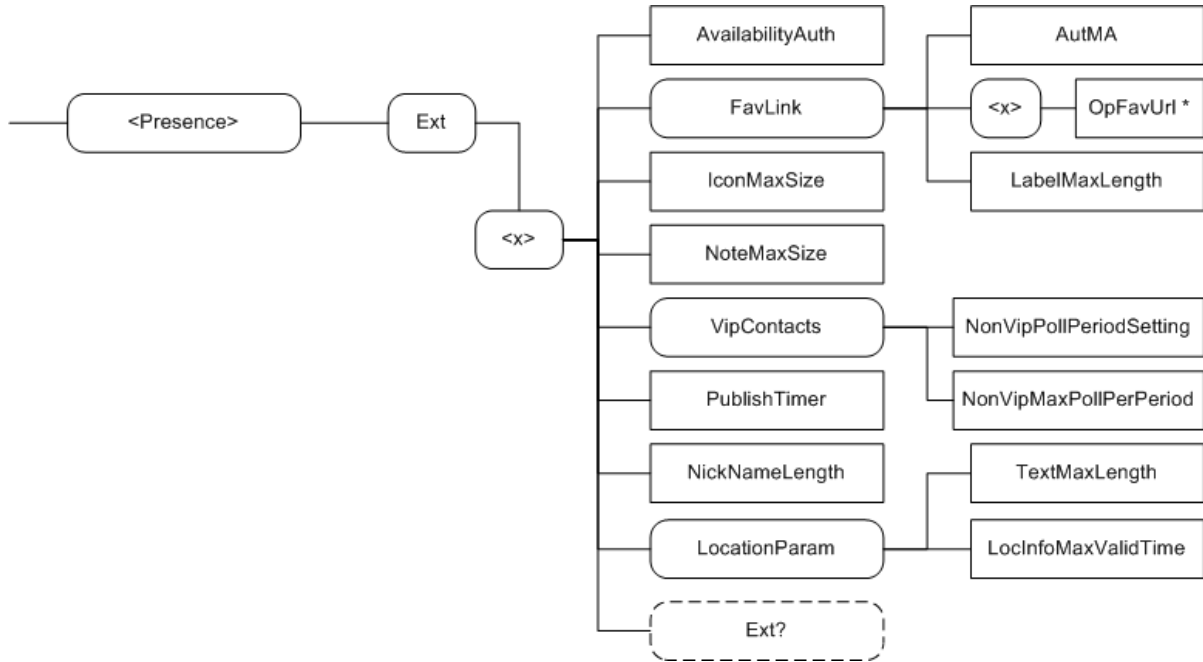 <Presence>
Ext
<x>
AvailabilityAuth
FavLink
IconMaxSize
NoteMaxSize
VipContacts
PublishTimer
NickNameLength
LocationParam
Ext?
AutMA
<x>
OpFavUrl *
LabelMaxLength
NonVipPollPeriodSetting
NonVipMaxPollPerPeriod
TextMaxLength
LocInfoMaxValidTime